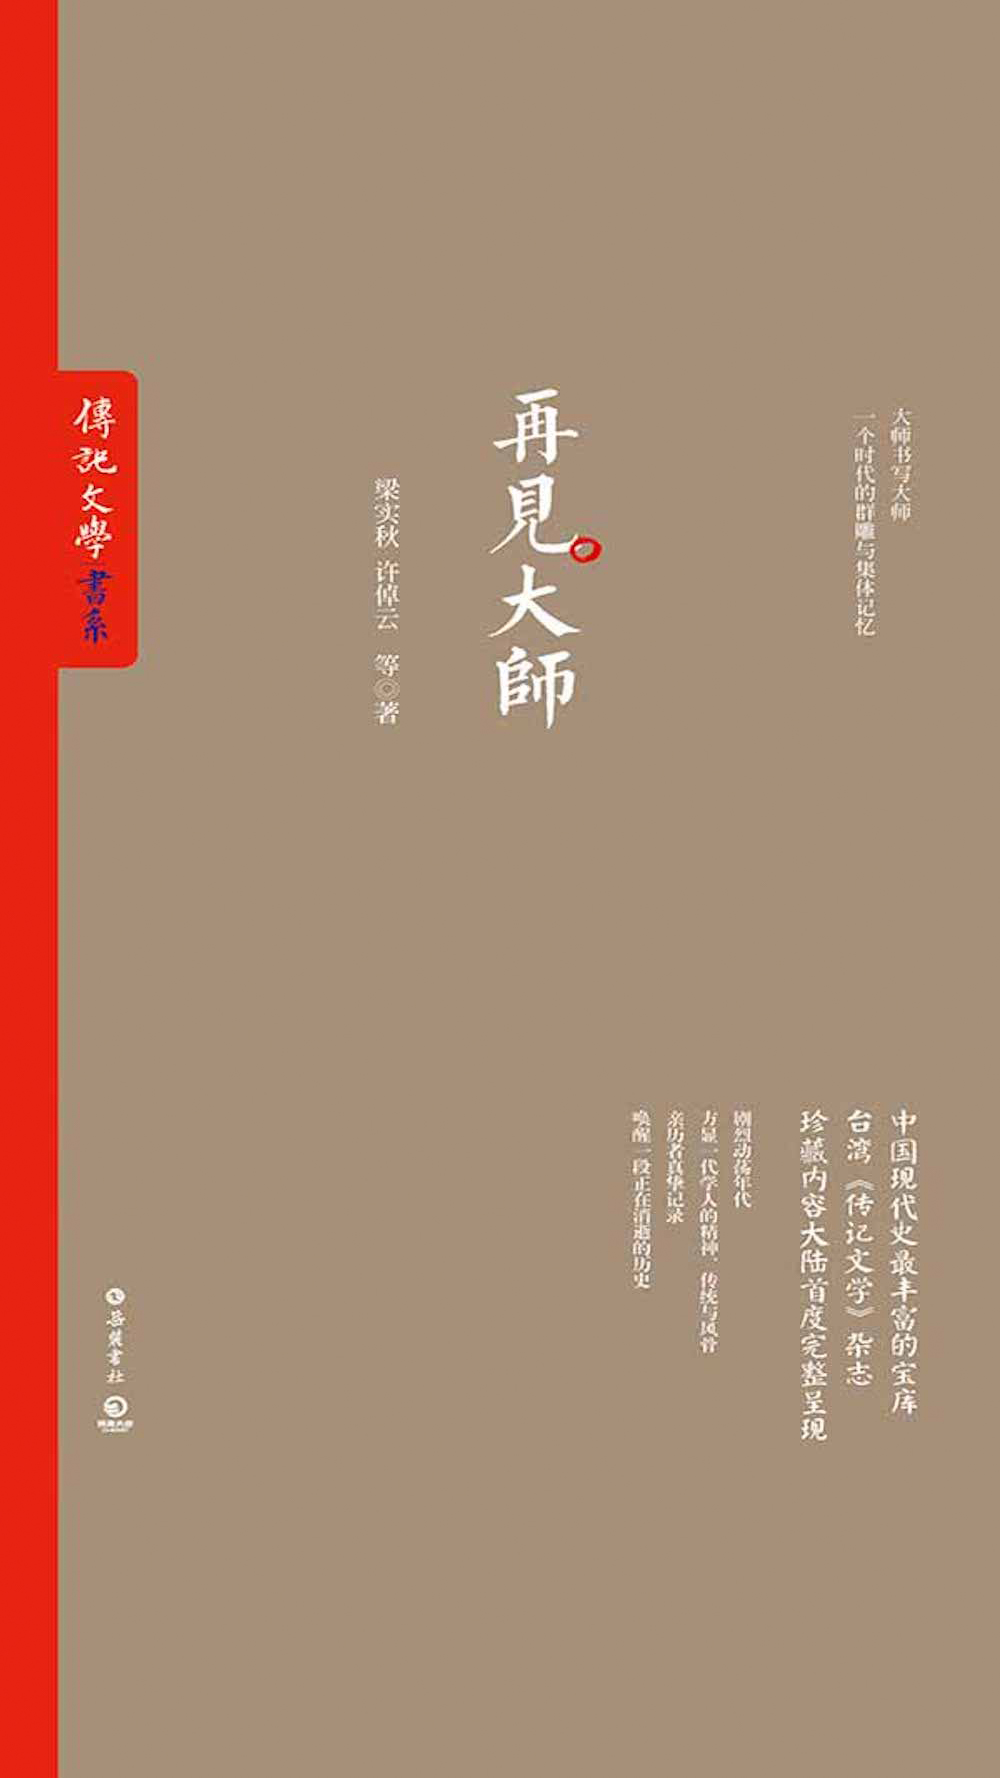 大师书写大师
一个时代的群雕与集体记忆
再見。大師
梁实秋 许倬云 等◎著
傳記文學書系
中国现代史最丰富的宝库
台湾《传记文学》杂志
珍藏内容大陆首度完整呈现
剧烈动荡年代
方显一代学人的精神、传统与风骨
亲历者真挚记录
唤醒一段正在消逝的历史
岳麓書社